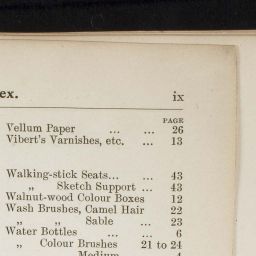 ex. ix
PAGE
Vellum Paper ... ... 26
Vibert's Varnishes, etc. ... 13
Walking-stick Seats... ... 43
„ Sketch Support ... 43
Walnut-wood Colour Boxes 12
Wash Brushes, Camel Hair 22
„ „ Sable ... 23
Water Bottles ... ... 6
„ Colour Brushes 21 to 24
Medium 4